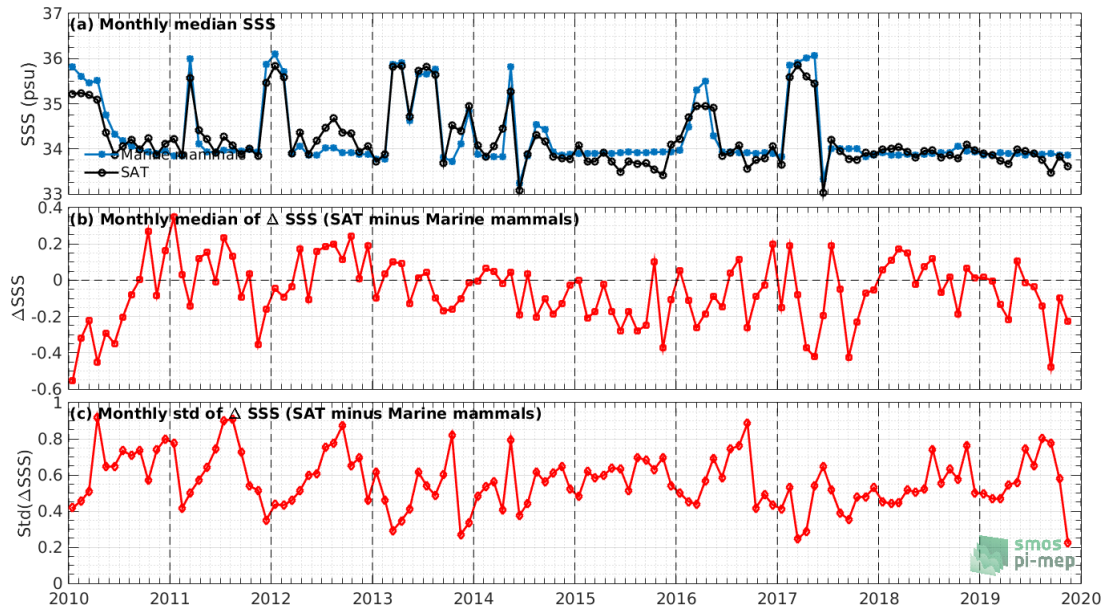 37
(a) Monthly median SSS
36
SSS (psu)
35
34
Marine mammals
SAT
33
0.4
(b) Monthly median of Δ SSS (SAT minus Marine mammals)
0.2
0
ΔSSS
-0.2
-0.4
-0.6
1
(c) Monthly std of Δ SSS (SAT minus Marine mammals)
0.8
0.6
Std(ΔSSS)
0.4
0.2
smos
pi-mep
0
2010 2011 2012 2013 2014 2015 2016 2017 2018 2019 2020